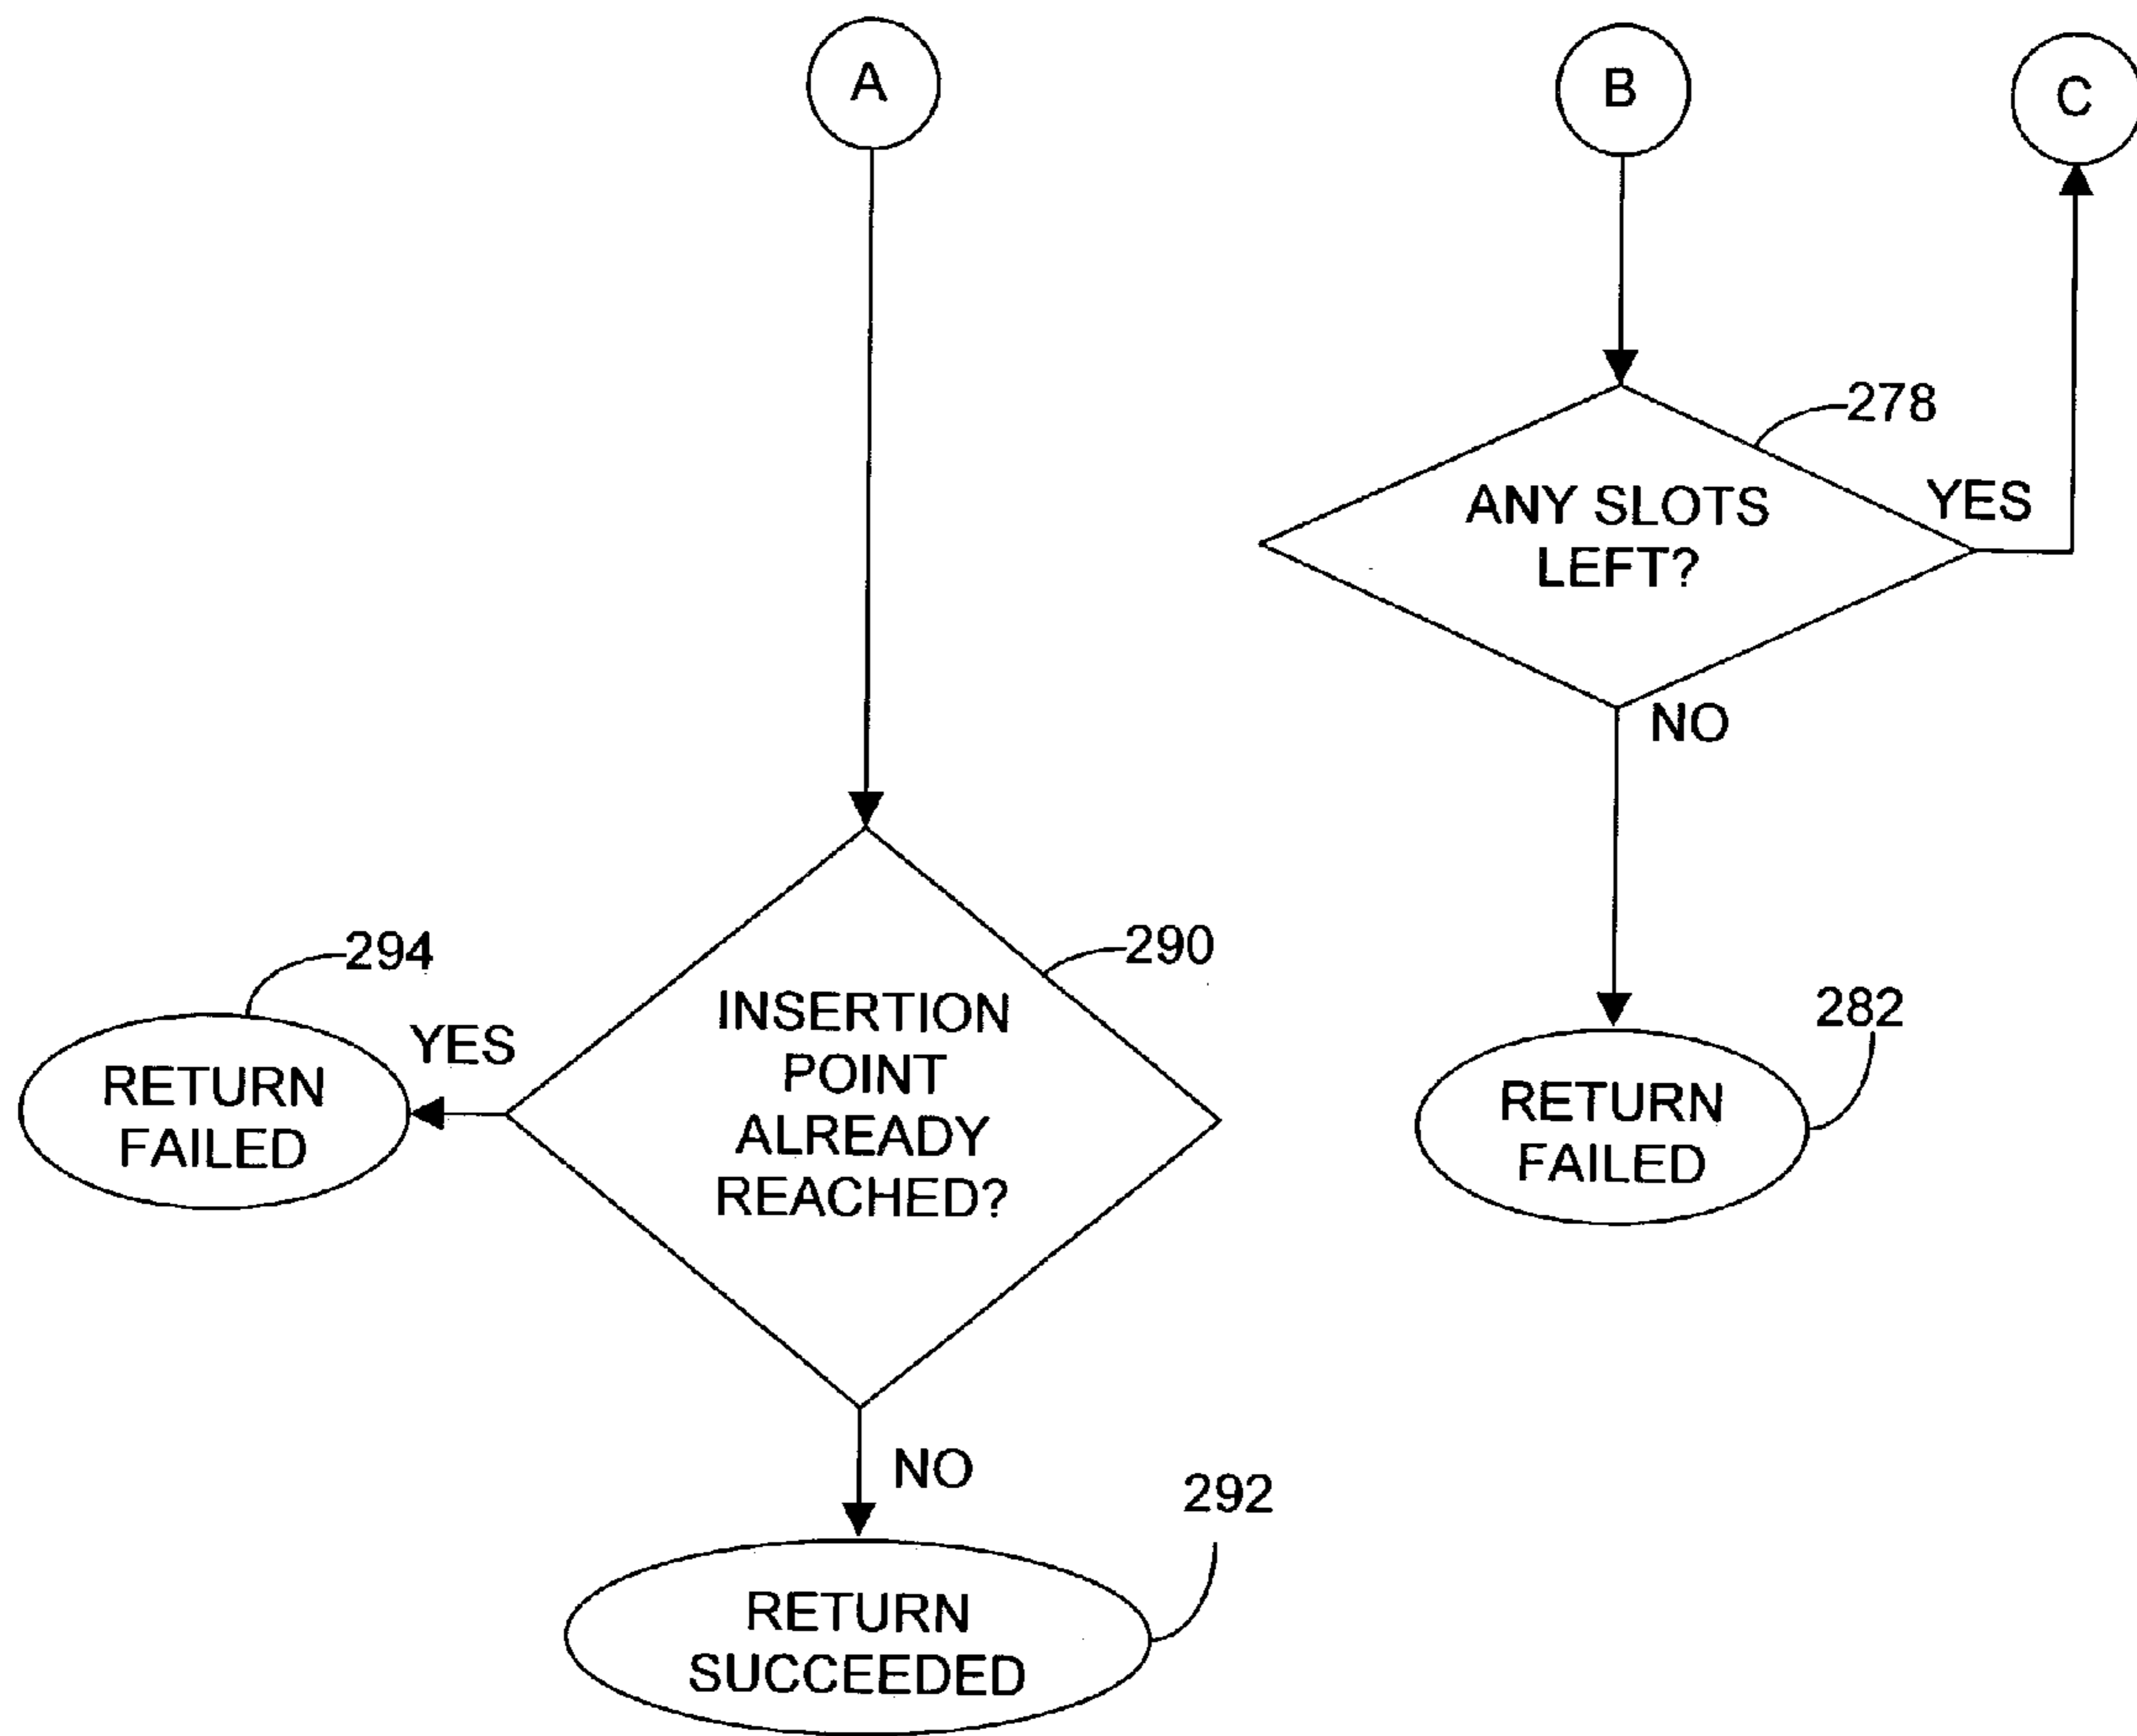 A
B
C
278
ANY SLOTS
LEFT?
YES
NO
294
290
282
YES
RETURN
FAILED
INSERTION
POINT
ALREADY
REACHED?
RETURN
FAILED
NO
292
RETURN
SUCCEEDED